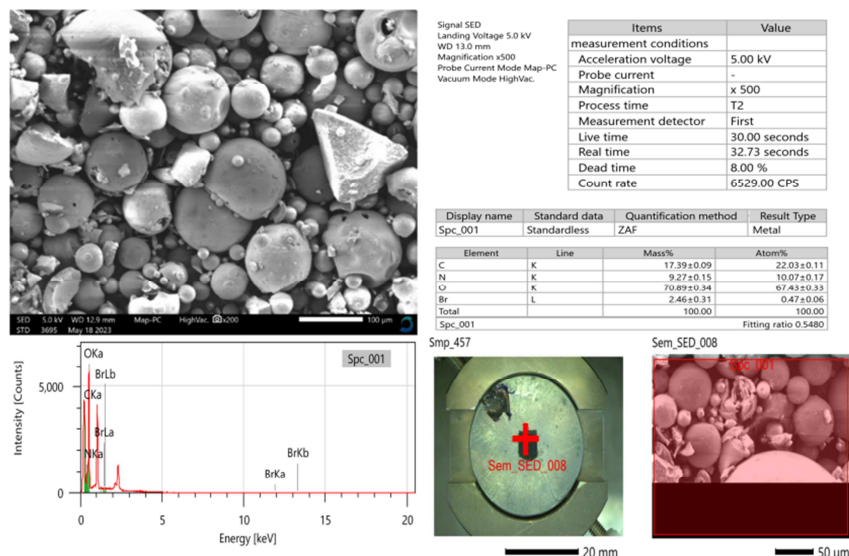 Signal SED
Landing Voltage 5.0 kV
WD 13.0 mm
Magnification x500
Probe Current Mode Map-PC
Vacuum Mode HighVac.
Items Value
measurement conditions
Acceleration voltage 5.00 kV
Probe current -
Magnification x 500
Process time T2
Measurement detector First
Live time 30.00 seconds
Real time 32.73 seconds
Dead time 8.00 %
Count rate 6529.00 CPS
Display name Standard data Quantification method Result Type
Spc_001 Standardless ZAF Metal
Element Line Mass% Atom%
C K 17.39±0.09 22.03±0.11
N K 9.27±0.15 10.07±0.17
O K 70.89±0.34 67.43±0.33
Br L 2.46±0.31 0.47±0.06
Total 100.00 100.00
Spc_001 Fitting ratio 0.5480
SED 5.0 kV WD 12.9 mm Map-PC HighVac. x200 100 μm
STD 3695 May 18 2023
Spc_001
OKa
BrLb
CKa
BrLa
NKa
BrKb
BrKa
5,000
0
0 5 10 15 20
Intensity [Counts]
Energy [keV]
Smp_457
Sem_SED_008
20 mm
Sem_SED_008
Spc_001
50 μm